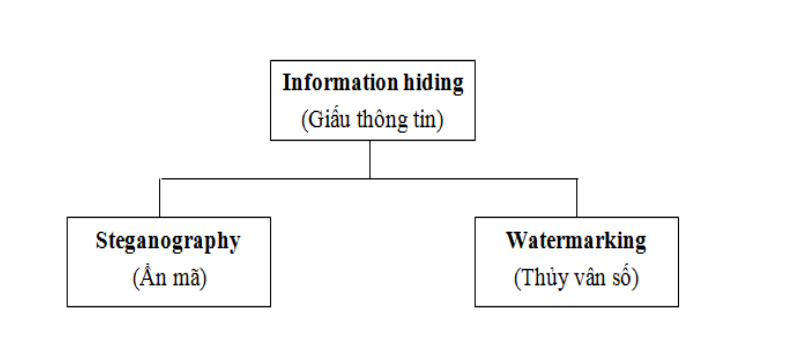 Information hiding
(Giấu thông tin)
Steganography
(Ẩn mã)
Watermarking
(Thủy vân số)